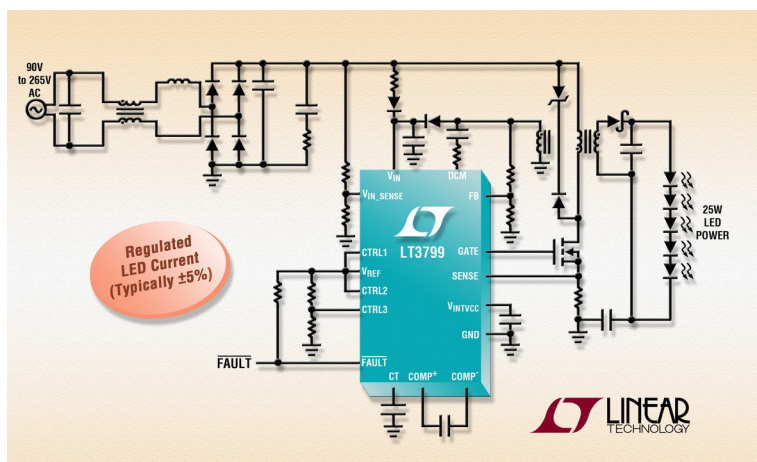 90V
to 265V
AC
VIN
DCM
VIN_SENSE
FB
LT3799
CTRL1
GATE
VREF
SENSE
CTRL2
CTRL3
VINTVCC
GND
FAULT
FAULT
CT
COMP+
COMP-
Regulated
LED Current
(Typically ±5%)
25W
LED
POWER
LINEAR
TECHNOLOGY